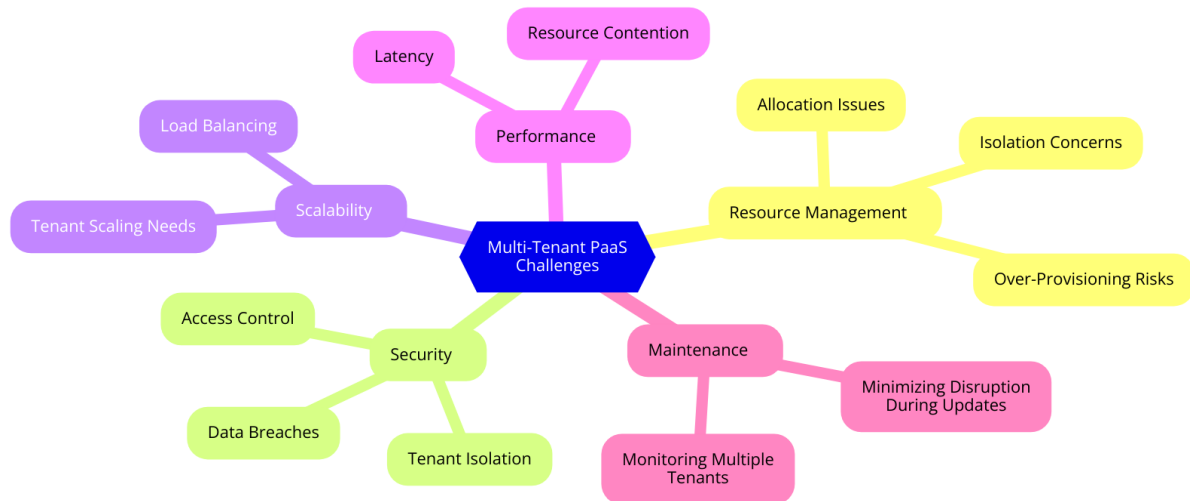 Multi-Tenant PaaS
Challenges
Performance
Latency
Resource Contention
Resource Management
Allocation Issues
Isolation Concerns
Over-Provisioning Risks
Maintenance
Minimizing Disruption
During Updates
Monitoring Multiple
Tenants
Security
Access Control
Data Breaches
Tenant Isolation
Scalability
Load Balancing
Tenant Scaling Needs